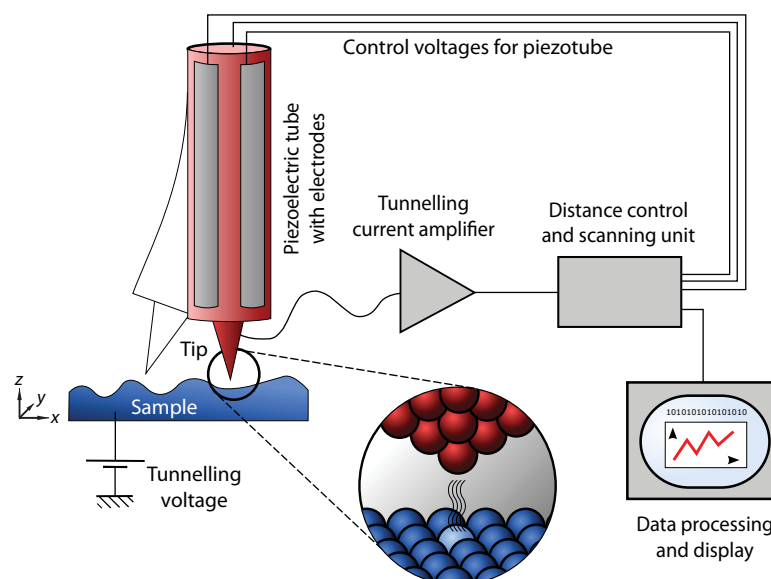 Control voltages for piezotube
Piezoelectric tube
with electrodes
Tunnelling
current amplifier
Distance control
and scanning unit
Tip
z
y
x
Sample
Tunnelling
voltage
1010101010101010
Data processing
and display